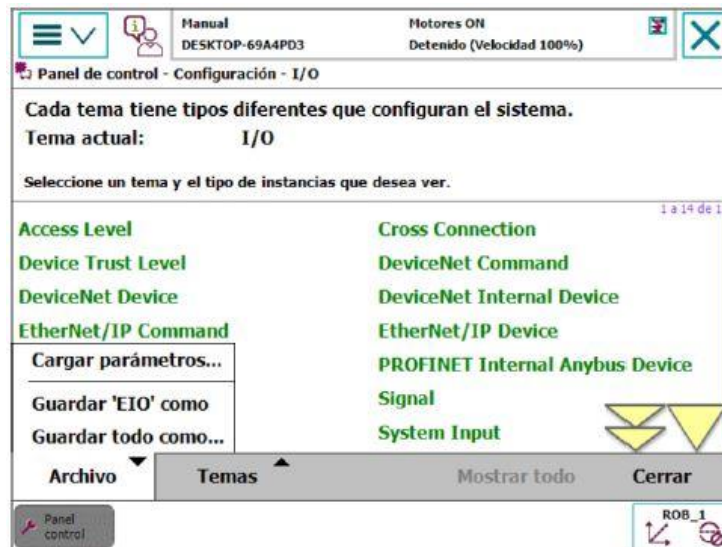 Manual
DESKTOP-69A4PD3
Motores ON
Detenido (Velocidad 100%)
Panel de control - Configuración - I/O
Cada tema tiene tipos diferentes que configuran el sistema.
Tema actual: I/O
Seleccione un tema y el tipo de instancias que desea ver.
1 a 14 de 1
Access Level Cross Connection
Device Trust Level DeviceNet Command
DeviceNet Device DeviceNet Internal Device
EtherNet/IP Command EtherNet/IP Device
Cargar parámetros... PROFINET Internal Anybus Device
Guardar 'EIO' como Signal
Guardar todo como... System Input
Archivo Temas Mostrar todo Cerrar
Panel
control
ROB_1